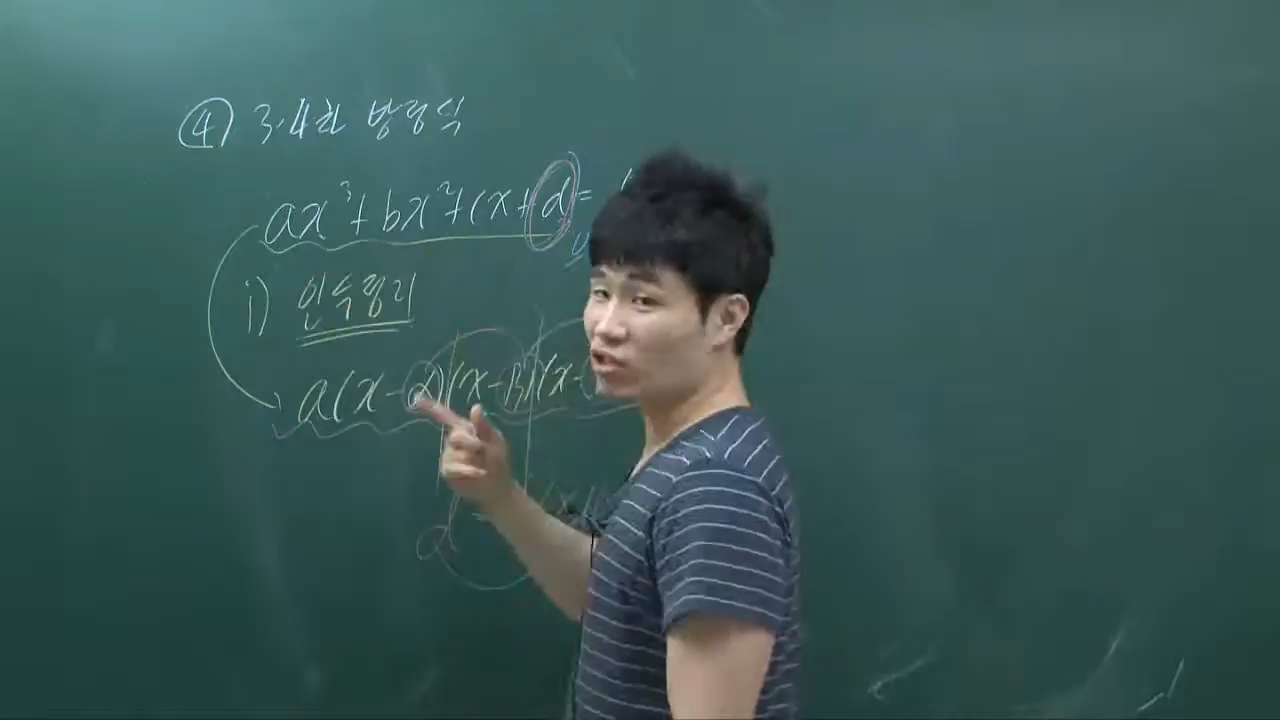 ④ 3·4차 방정식
ax³+bx²+cx+d=
i) 인수정리
a(x-α)(x-β)(x-
d